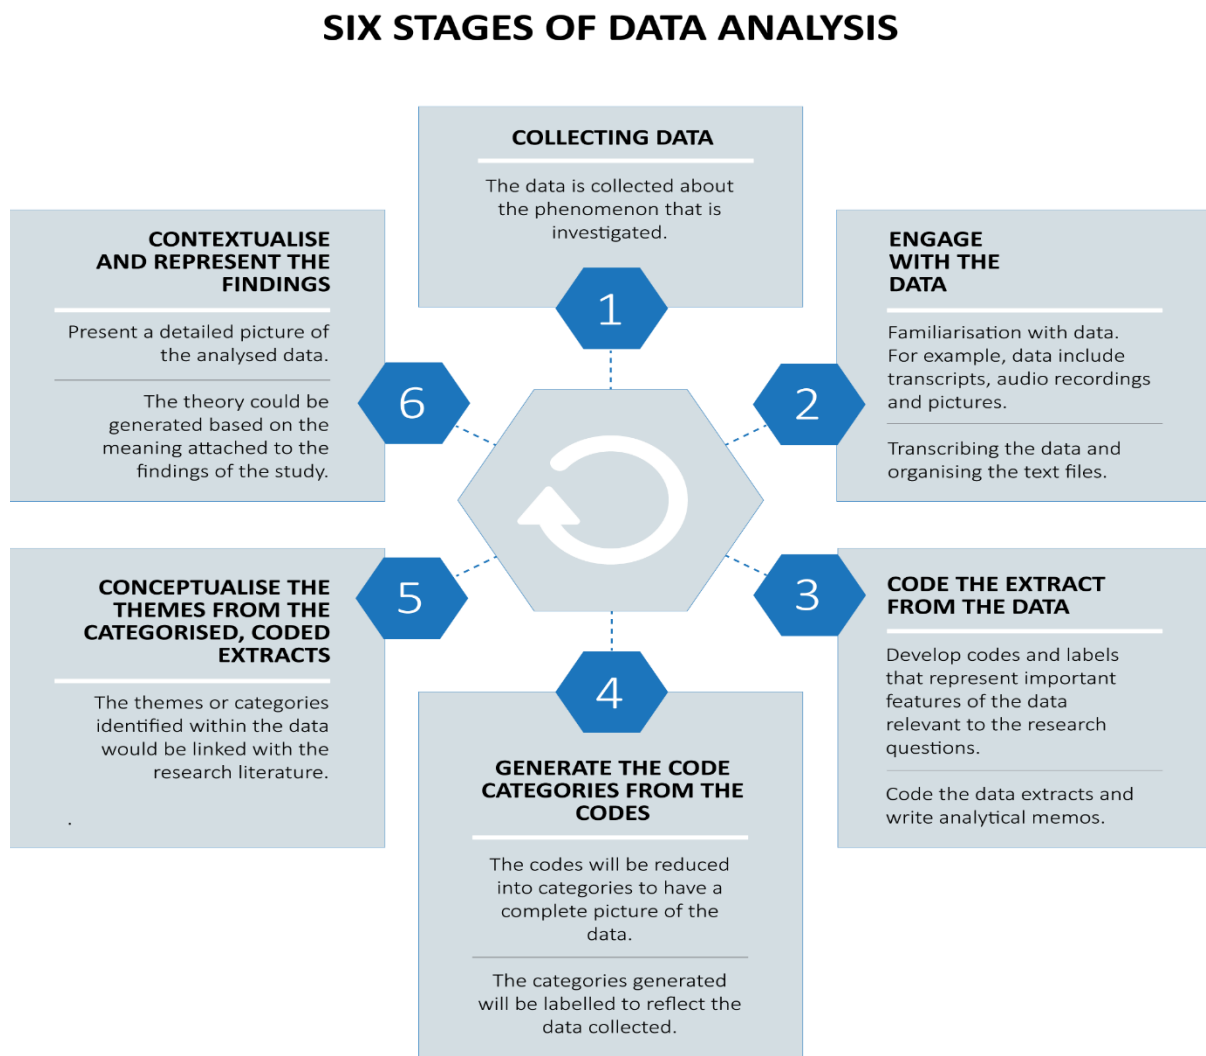 SIX STAGES OF DATA ANALYSIS
COLLECTING DATA
The data is collected about
the phenomenon that is
investigated.
1
ENGAGE
WITH THE
DATA
Familiarisation with data.
For example, data include
transcripts, audio recordings
and pictures.
Transcribing the data and
organising the text files.
2
CODE THE EXTRACT
FROM THE DATA
Develop codes and labels
that represent important
features of the data
relevant to the research
questions.
Code the data extracts and
write analytical memos.
3
4
GENERATE THE CODE
CATEGORIES FROM THE
CODES
The codes will be reduced
into categories to have a
complete picture of the
data.
The categories generated
will be labelled to reflect the
data collected.
5
CONCEPTUALISE THE
THEMES FROM THE
CATEGORISED, CODED
EXTRACTS
The themes or categories
identified within the data
would be linked with the
research literature.
.
6
CONTEXTUALISE
AND REPRESENT THE
FINDINGS
Present a detailed picture of
the analysed data.
The theory could be
generated based on the
meaning attached to the
findings of the study.